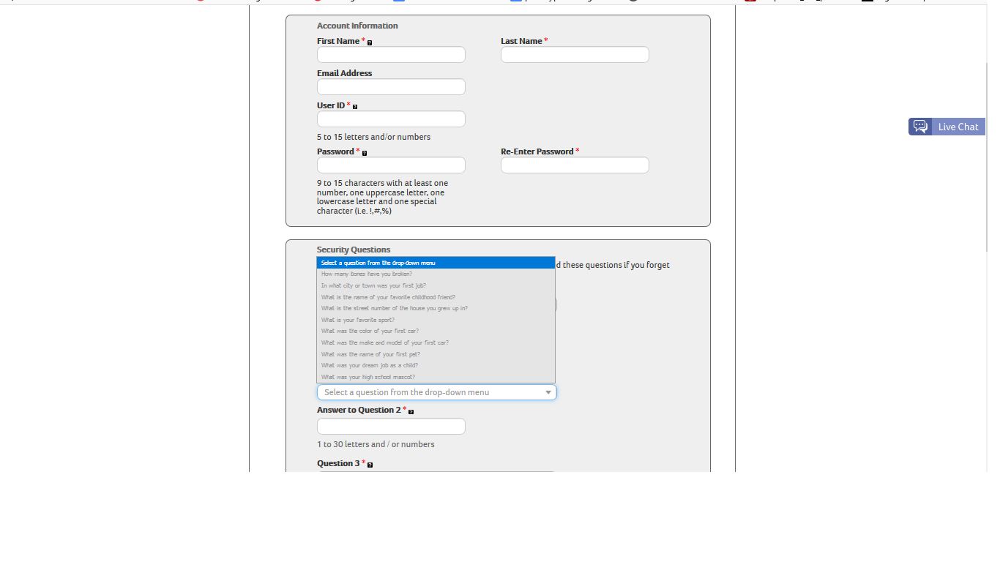 Account Information
First Name * ?
Last Name *
Email Address
User ID * ?
5 to 15 letters and/or numbers
Password * ?
Re-Enter Password *
9 to 15 characters with at least one
number, one uppercase letter, one
lowercase letter and one special
character (i.e. !,#,%)
Live Chat
Security Questions
d these questions if you forget
Select a question from the drop-down menu
How many bones have you broken?
In what city or town was your first job?
What is the name of your favorite childhood friend?
What is the street number of the house you grew up in?
What is your favorite sport?
What was the color of your first car?
What was the make and model of your first car?
What was the name of your first pet?
What was your dream job as a child?
What was your high school mascot?
Select a question from the drop-down menu
Answer to Question 2 * ?
1 to 30 letters and / or numbers
Question 3 * ?